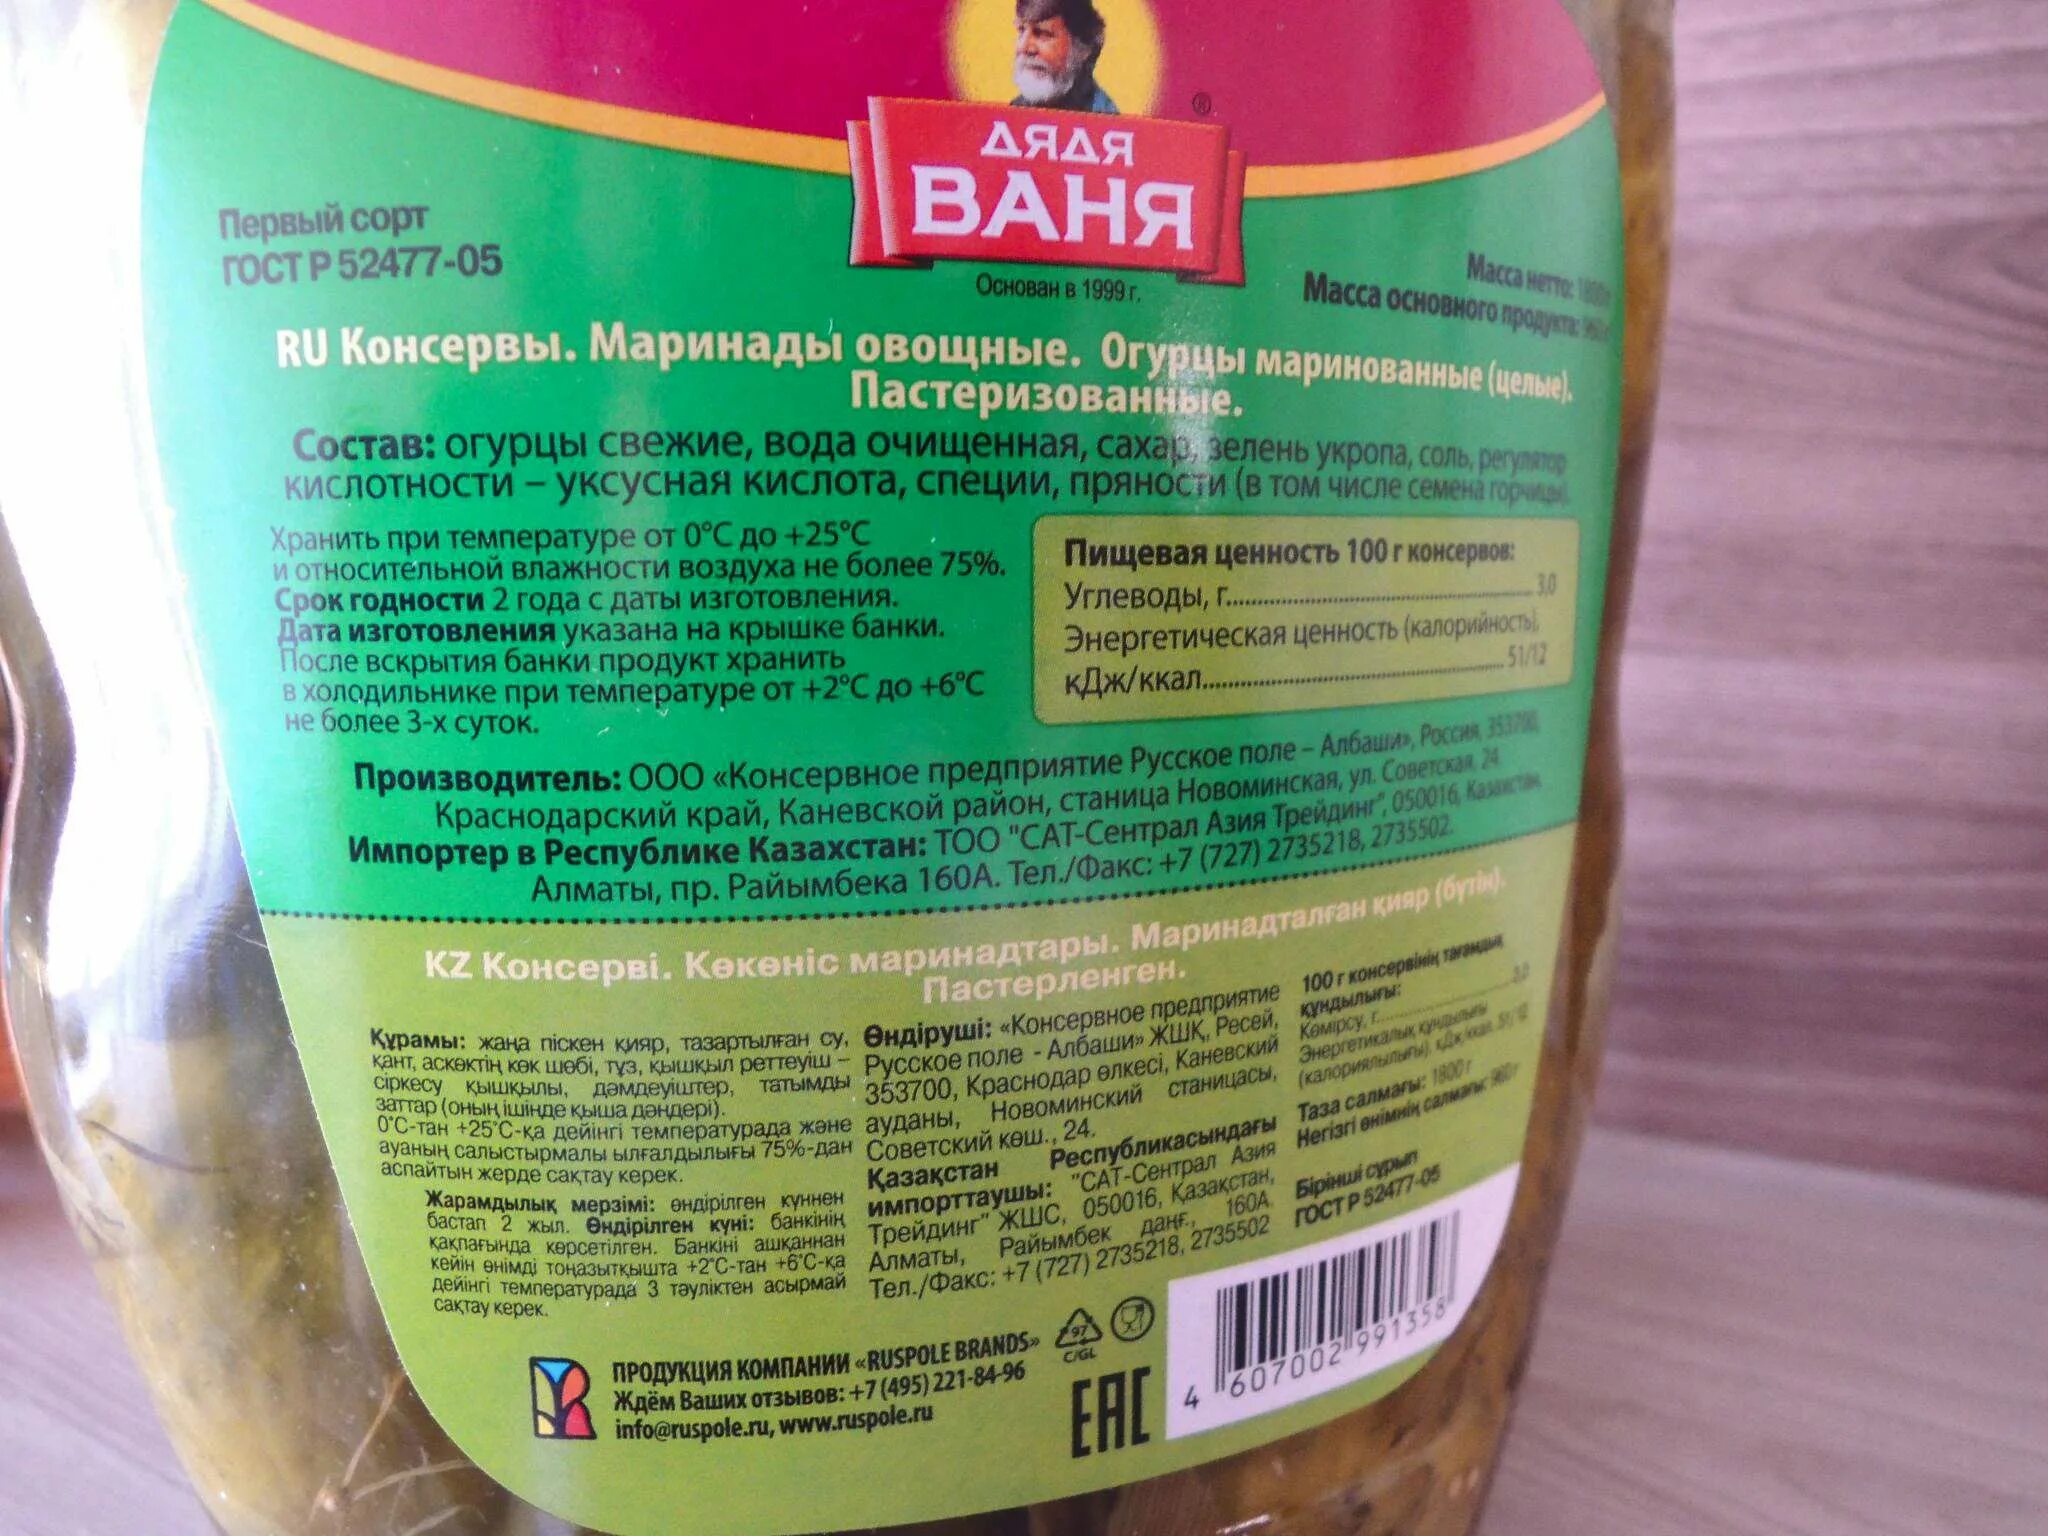 ДЯДЯ
ВАНЯ
®
Основан в 1999 г.
Первый сорт
ГОСТ Р 52477-05
Масса нетто: 1800 г
Масса основного продукта: 960 г
RU Консервы. Маринады овощные. Огурцы маринованные (целые).
Пастеризованные.
Состав: огурцы свежие, вода очищенная, сахар, зелень укропа, соль, регулятор
кислотности – уксусная кислота, специи, пряности (в том числе семена горчицы).
Хранить при температуре от 0°С до +25°С
и относительной влажности воздуха не более 75%.
Срок годности 2 года с даты изготовления.
Дата изготовления указана на крышке банки.
После вскрытия банки продукт хранить
в холодильнике при температуре от +2°С до +6°С
не более 3-х суток.
Пищевая ценность 100 г консервов:
Углеводы, г.......... 3,0
Энергетическая ценность (калорийность),
кДж/ккал.......... 51/12
Производитель: ООО «Консервное предприятие Русское поле – Албаши», Россия, 353700,
Краснодарский край, Каневской район, станица Новоминская, ул. Советская, 24.
Импортер в Республике Казахстан: ТОО "САТ-Сентрал Азия Трейдинг", 050016, Казахстан,
Алматы, пр. Райымбека 160А. Тел./Факс: +7 (727) 2735218, 2735502.
KZ Консерві. Көкөніс маринадтары. Маринадталған қияр (бүтін).
Пастерленген.
Құрамы: жаңа піскен қияр, тазартылған су,
қант, аскөктің көк шөбі, тұз, қышқыл реттеуіш –
сіркесу қышқылы, дәмдеуіштер, татымды
заттар (оның ішінде қыша дәндері).
0°С-тан +25°С-қа дейінгі температурада және
ауаның салыстырмалы ылғалдылығы 75%-дан
аспайтын жерде сақтау керек.
Жарамдылық мерзімі: өндірілген күннен
бастап 2 жыл. Өндірілген күні: банкінің
қақпағында көрсетілген. Банкіні ашқаннан
кейін өнімді тоңазытқышта +2°С-тан +6°С-қа
дейінгі температурада 3 тәуліктен асырмай
сақтау керек.
Өндіруші: «Консервное предприятие
Русское поле - Албаши» ЖШҚ, Ресей,
353700, Краснодар өлкесі, Каневский
ауданы, Новоминский станицасы,
Советский көш., 24.
Қазақстан Республикасындағы
импорттаушы: "САТ-Сентрал Азия
Трейдинг" ЖШС, 050016, Қазақстан,
Алматы, Райымбек даңғ., 160А.
Тел./Факс: +7 (727) 2735218, 2735502
100 г консервінің тағамдық
құндылығы:
Көмірсу, г.......... 3,0
Энергетикалық құндылығы
(калориялылығы), кДж/ккал. 51/12
Таза салмағы: 1800 г
Негізгі өнімнің салмағы: 960 г
Бірінші сұрып
ГОСТ Р 52477-05
ПРОДУКЦИЯ КОМПАНИИ «RUSPOLE BRANDS»
Ждём Ваших отзывов: +7 (495) 221-84-96
info@ruspole.ru, www.ruspole.ru
97
C/GL
EAC
4 607002 991358